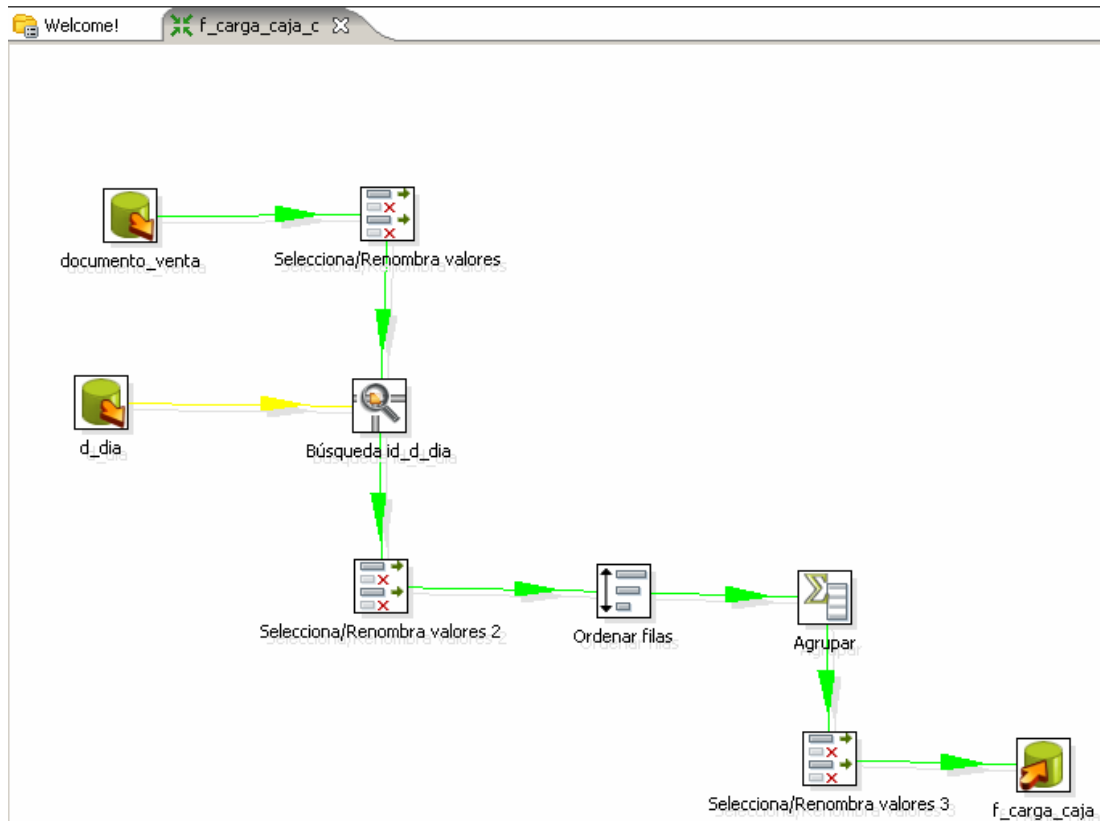 Welcome!
f_carga_caja_c
documento_venta
Selecciona/Renombra valores
d_dia
Búsqueda id_d_dia
Selecciona/Renombra valores 2
Ordenar filas
Agrupar
Selecciona/Renombra valores 3
f_carga_caja